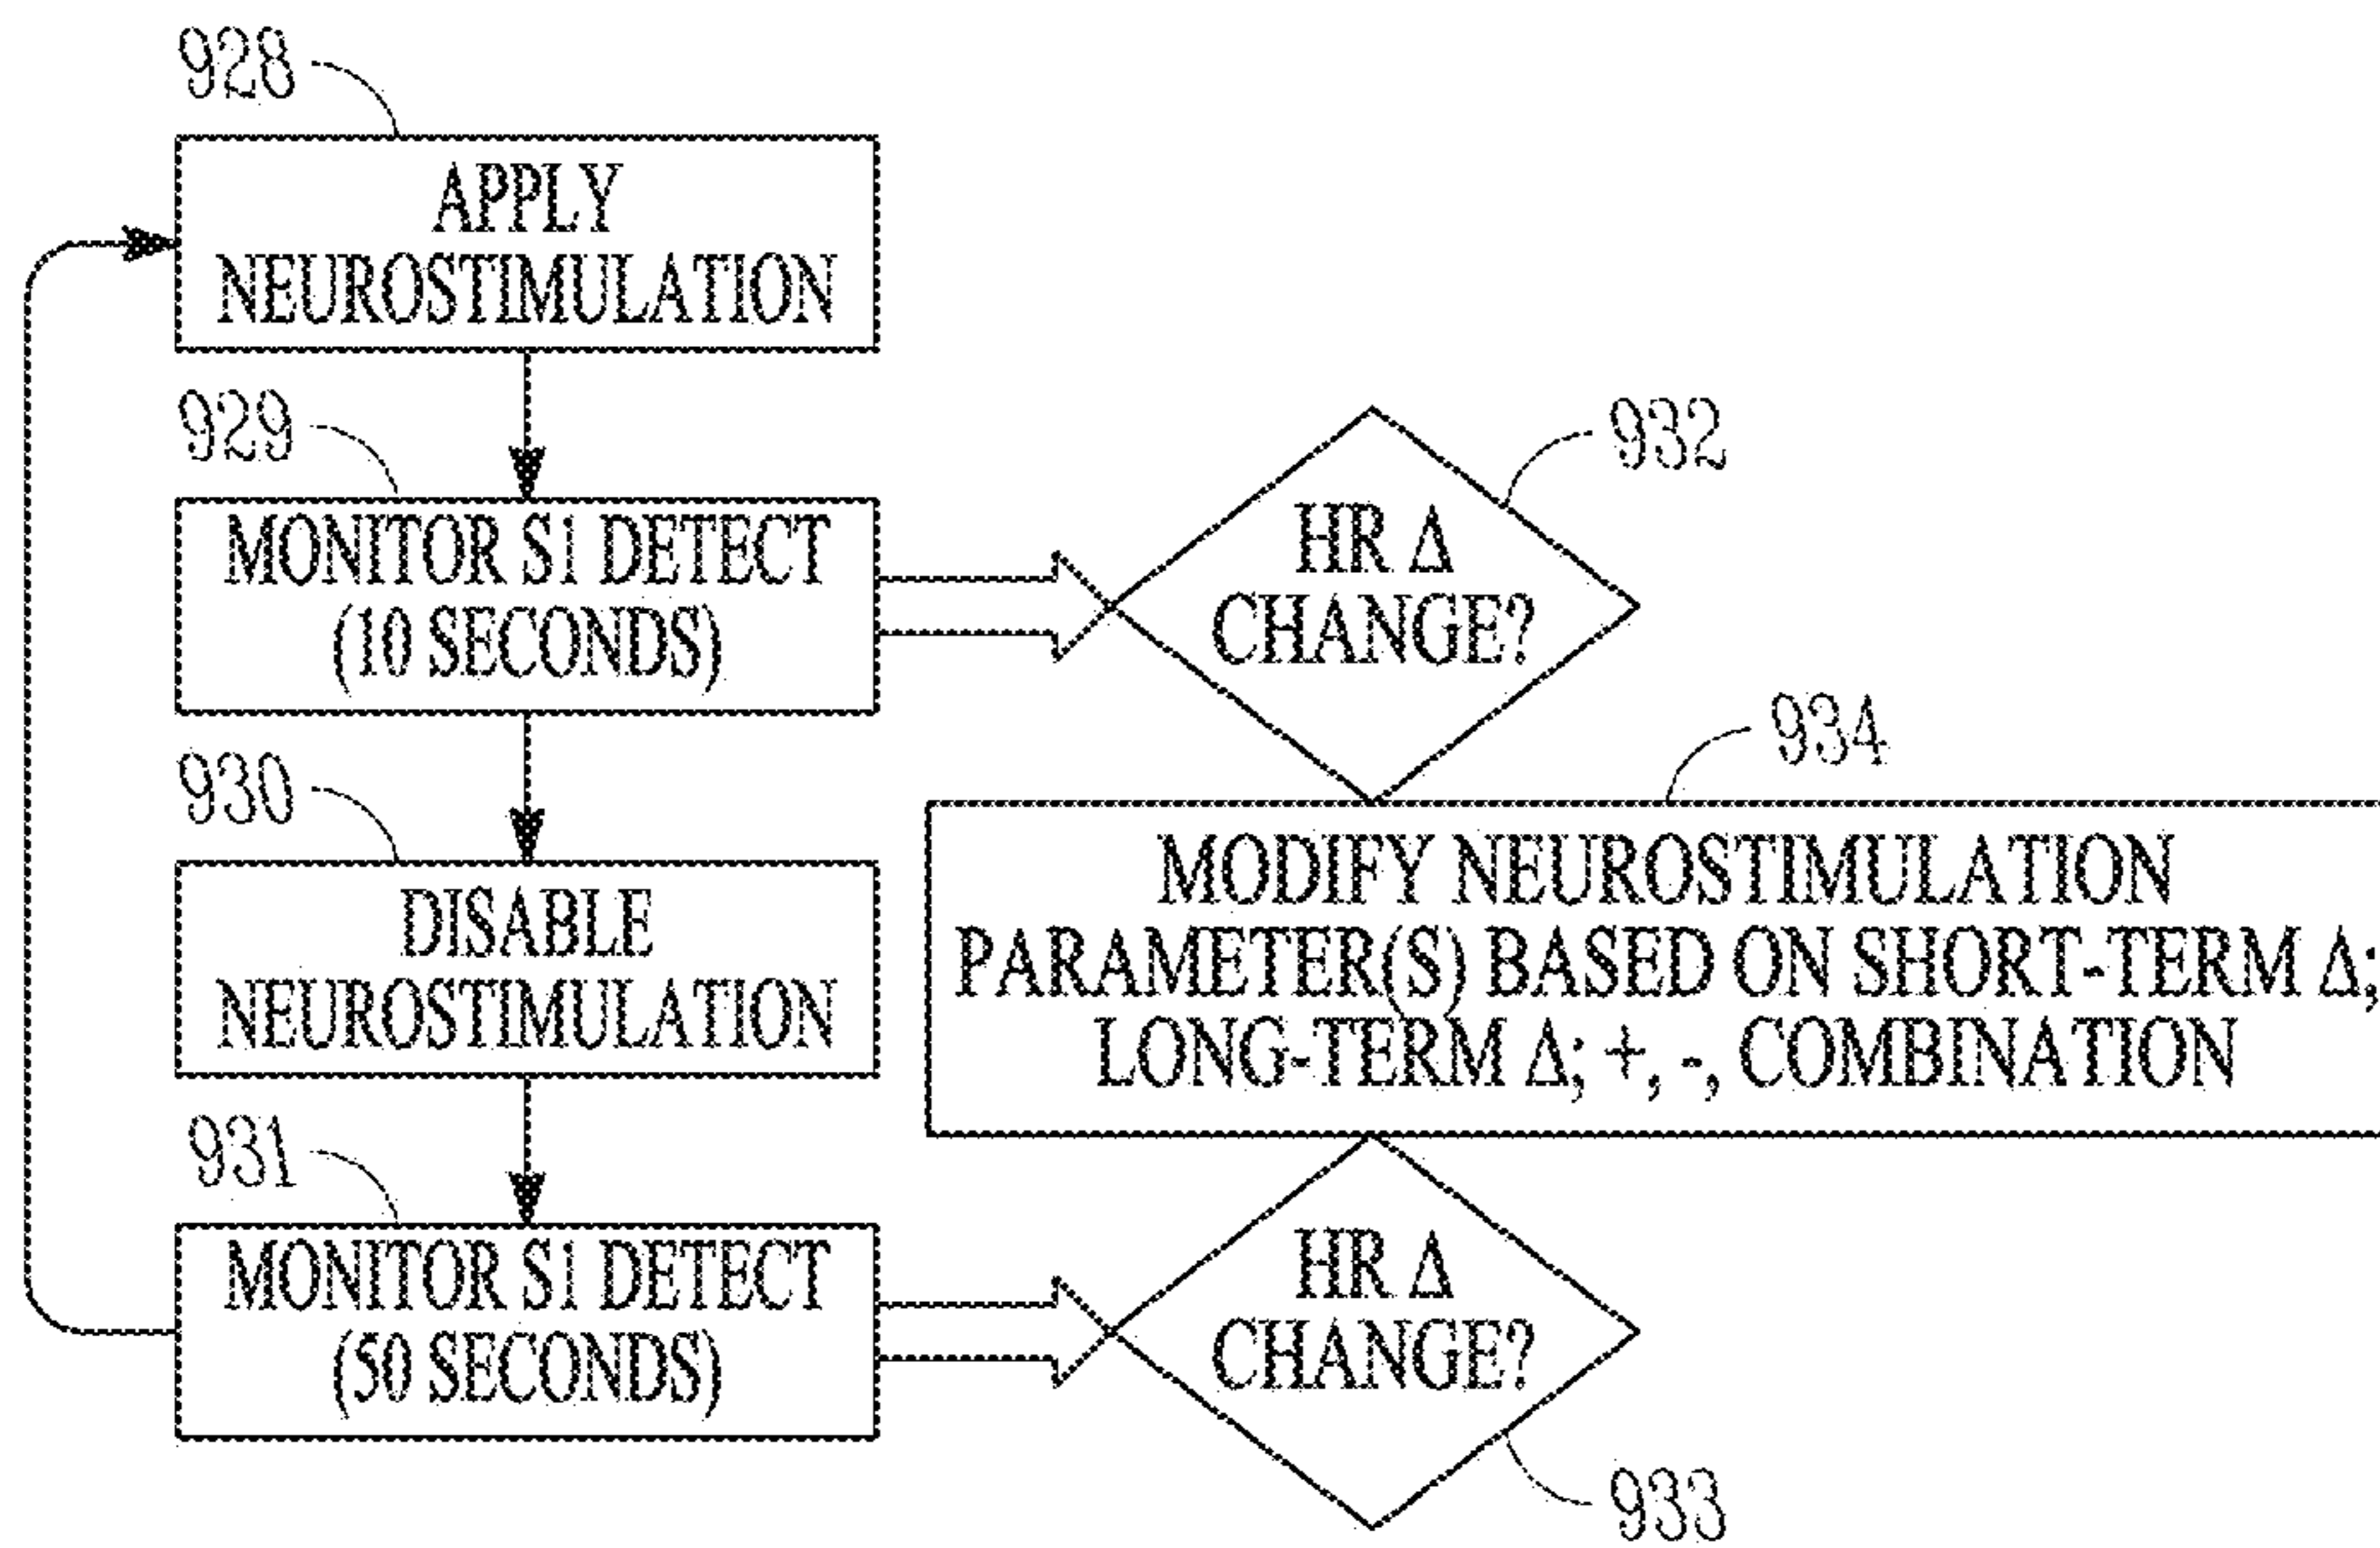 928
APPLY
NEUROSTIMULATION
929
MONITOR S1 DETECT
(10 SECONDS)
932
HR Δ
CHANGE?
930
DISABLE
NEUROSTIMULATION
934
MODIFY NEUROSTIMULATION
PARAMETER(S) BASED ON SHORT-TERM Δ;
LONG-TERM Δ; +, -, COMBINATION
931
MONITOR S1 DETECT
(50 SECONDS)
HR Δ
CHANGE?
933